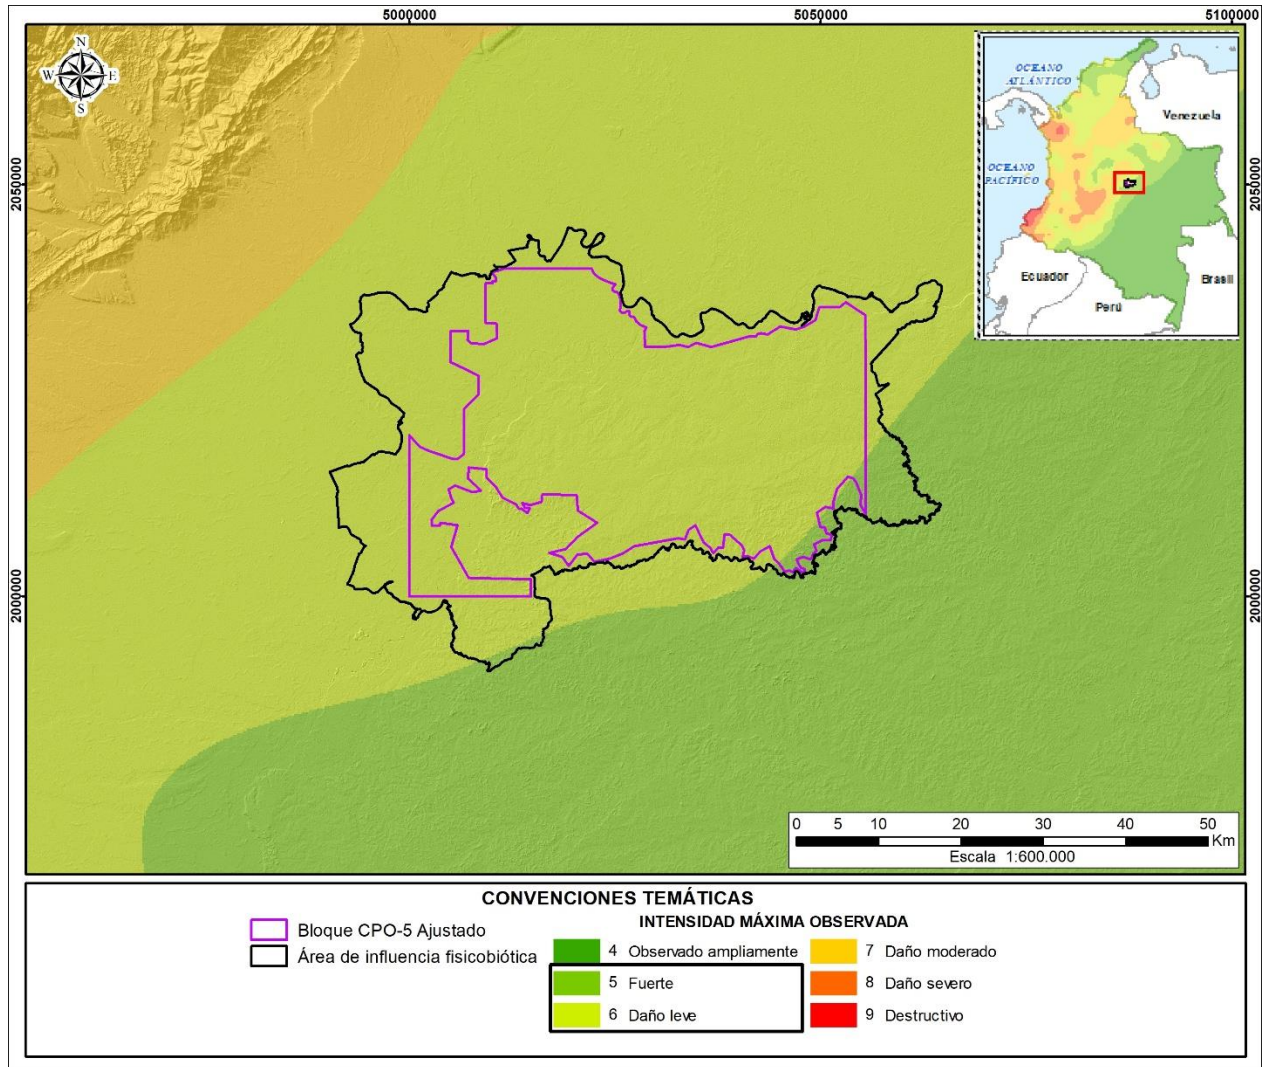 5000000
5050000
5100000
N
W
E
S
OCEANO
ATLÁNTICO
Venezuela
OCEANO
PACÍFICO
Ecuador
Perú
Brasil
2050000
2050000
2000000
2000000
0 5 10 20 30 40 50
Km
Escala 1:600.000
CONVENCIONES TEMÁTICAS
INTENSIDAD MÁXIMA OBSERVADA
Bloque CPO-5 Ajustado
Área de influencia fisicobiótica
4 Observado ampliamente
5 Fuerte
6 Daño leve
7 Daño moderado
8 Daño severo
9 Destructivo